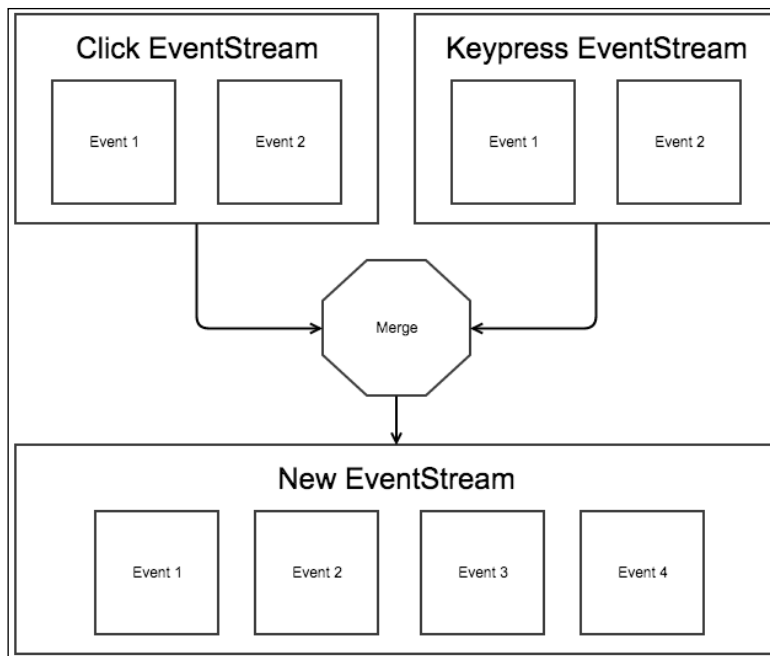 Click EventStream
Event 1
Event 2
Keypress EventStream
Event 1
Event 2
Merge
New EventStream
Event 1
Event 2
Event 3
Event 4